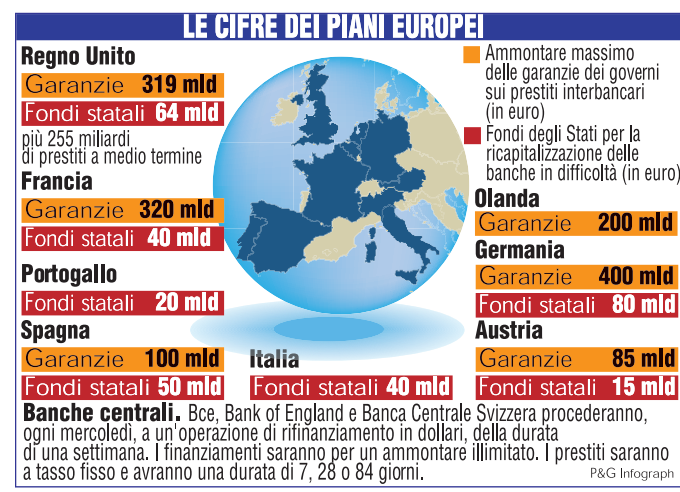 LE CIFRE DEI PIANI EUROPEI
Regno Unito
Garanzie 319 mld
Fondi statali 64 mld
più 255 miliardi
di prestiti a medio termine
Francia
Garanzie 320 mld
Fondi statali 40 mld
Portogallo
Fondi statali 20 mld
Spagna
Garanzie 100 mld
Fondi statali 50 mld
Italia
Fondi statali 40 mld
Ammontare massimo
delle garanzie dei governi
sui prestiti interbancari
(in euro)
Fondi degli Stati per la
ricapitalizzazione delle
banche in difficoltà (in euro)
Olanda
Garanzie 200 mld
Germania
Garanzie 400 mld
Fondi statali 80 mld
Austria
Garanzie 85 mld
Fondi statali 15 mld
Banche centrali. Bce, Bank of England e Banca Centrale Svizzera procederanno,
ogni mercoledì, a un'operazione di rifinanziamento in dollari, della durata
di una settimana. I finanziamenti saranno per un ammontare illimitato. I prestiti saranno
a tasso fisso e avranno una durata di 7, 28 o 84 giorni.
P&G Infograph